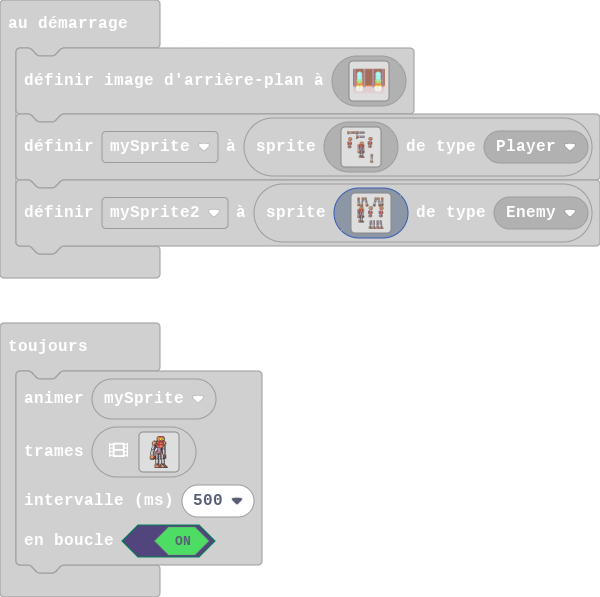 au démarrage
définir image d'arrière-plan à
définir mySprite à sprite de type Player
définir mySprite2 à sprite de type Enemy
toujours
animer mySprite
trames
intervalle (ms) 500
en boucle ON